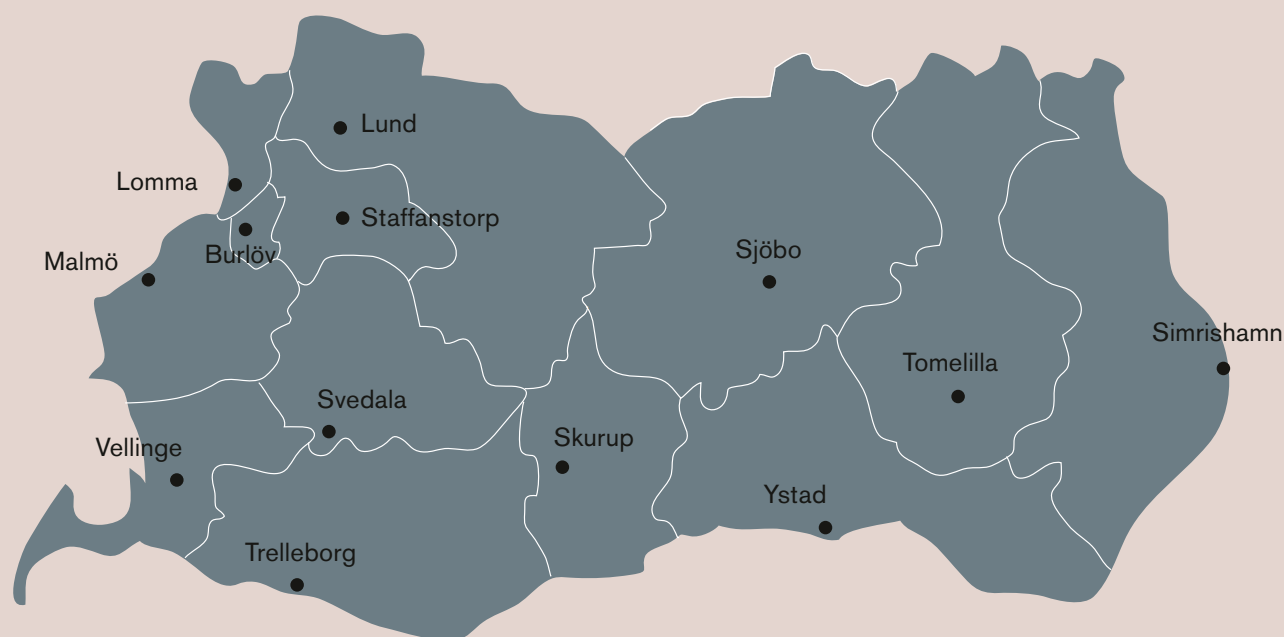 Lund
Lomma
Staffanstorp
Burlöv
Malmö
Sjöbo
Simrishamn
Tomelilla
Svedala
Skurup
Vellinge
Ystad
Trelleborg